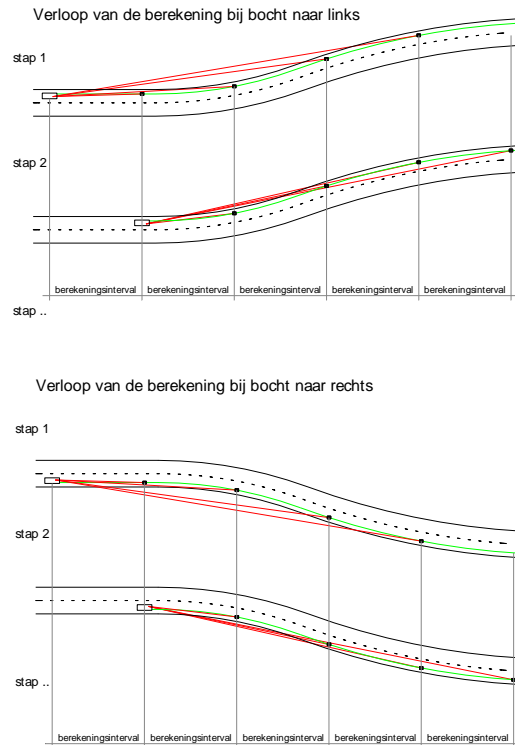 Verloop van de berekening bij bocht naar links
stap 1
stap 2
berekeningsinterval berekeningsinterval berekeningsinterval berekeningsinterval berekeningsinterval
stap ..
Verloop van de berekening bij bocht naar rechts
stap 1
stap 2
stap ..
berekeningsinterval berekeningsinterval berekeningsinterval berekeningsinterval berekeningsinterval